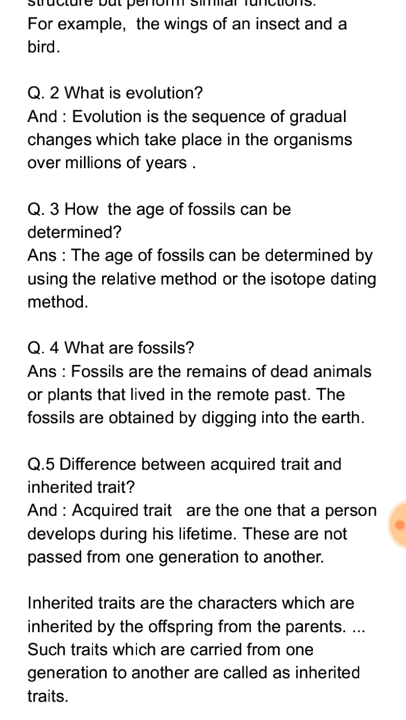 structure but perform similar functions.
For example,  the wings of an insect and a
bird.
Q. 2 What is evolution?
And : Evolution is the sequence of gradual
changes which take place in the organisms
over millions of years .
Q. 3 How  the age of fossils can be
determined?
Ans : The age of fossils can be determined by
using the relative method or the isotope dating
method.
Q. 4 What are fossils?
Ans : Fossils are the remains of dead animals
or plants that lived in the remote past. The
fossils are obtained by digging into the earth.
Q.5 Difference between acquired trait and
inherited trait?
And : Acquired trait   are the one that a person
develops during his lifetime. These are not
passed from one generation to another.
Inherited traits are the characters which are
inherited by the offspring from the parents. ...
Such traits which are carried from one
generation to another are called as inherited
traits.